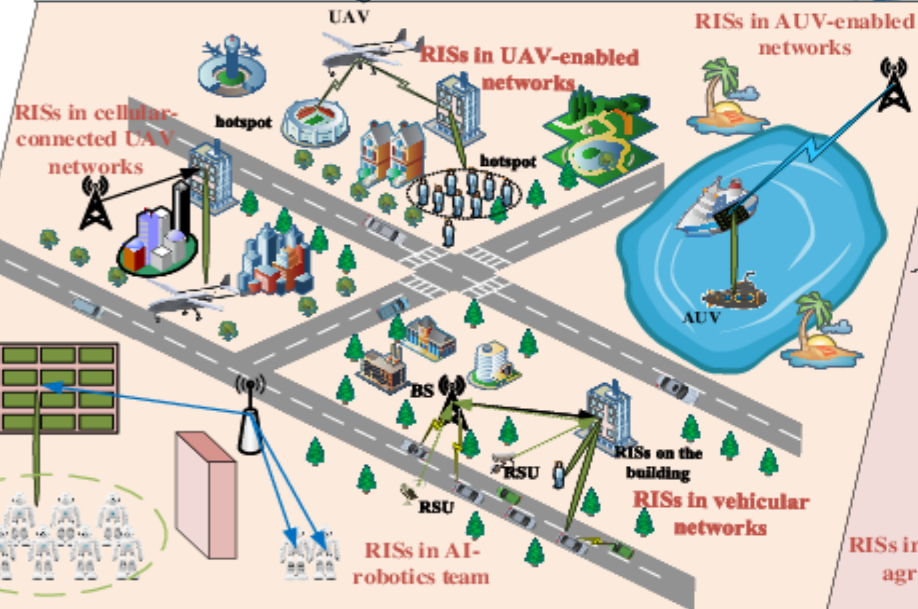 UAV
RISs in AUV-enabled
networks
RISs in UAV-enabled
networks
RISs in cellular-
connected UAV
networks
hotspot
hotspot
AUV
BS
RSU
RSU
RISs on the
building
RISs in vehicular
networks
RISs in AI-
robotics team
RISs in
agr